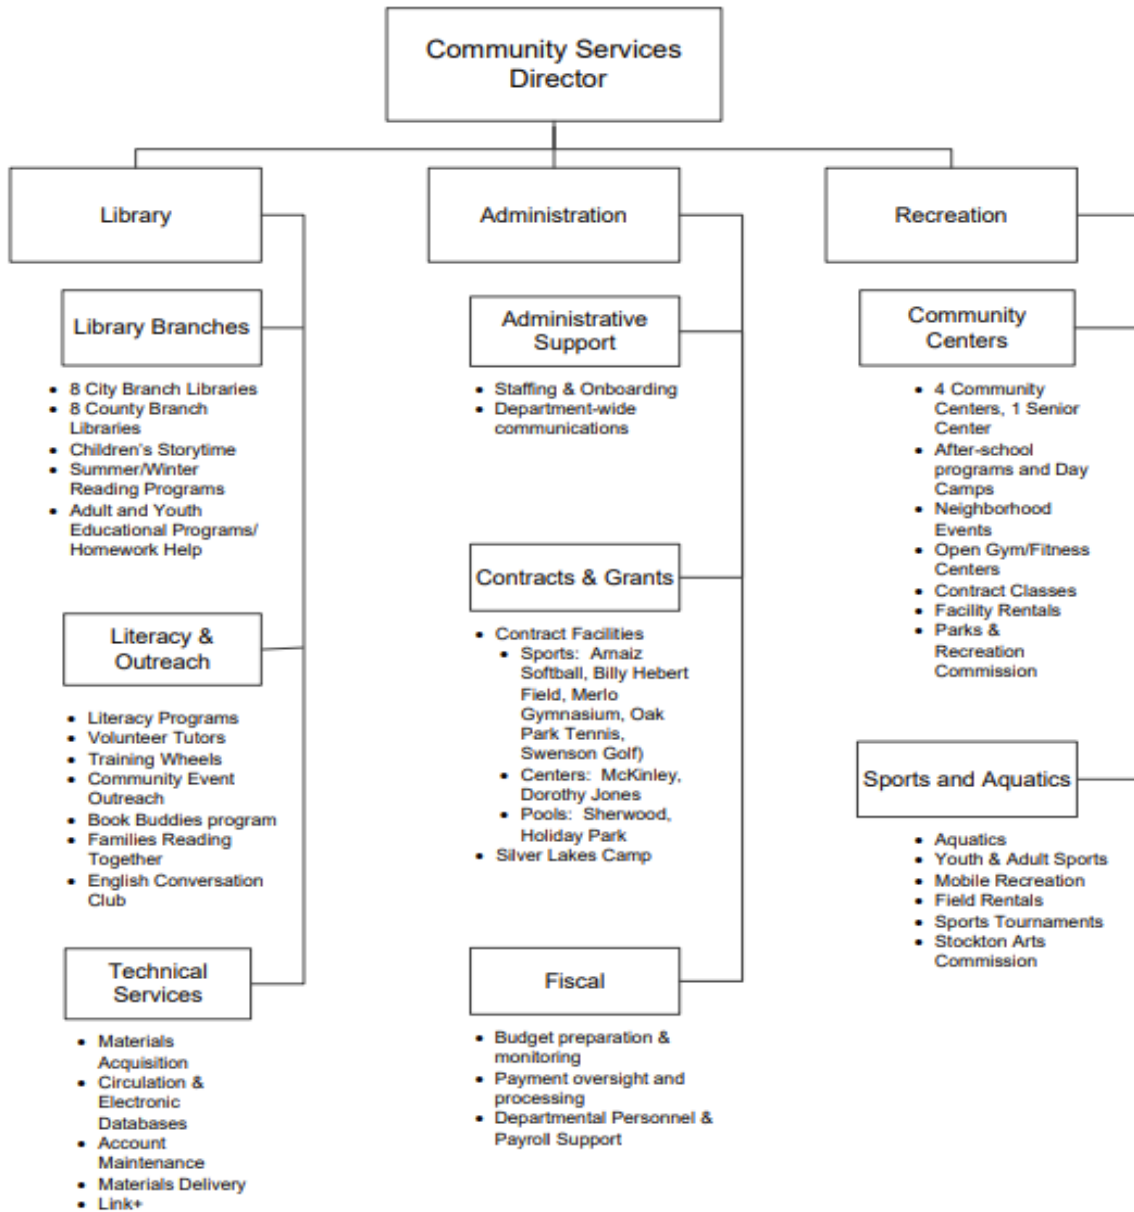 Community Services
Director
Library
Library Branches
• 8 City Branch Libraries
• 8 County Branch
Libraries
• Children's Storytime
• Summer/Winter
Reading Programs
• Adult and Youth
Educational Programs/
Homework Help
Literacy &
Outreach
• Literacy Programs
• Volunteer Tutors
• Training Wheels
• Community Event
Outreach
• Book Buddies program
• Families Reading
Together
• English Conversation
Club
Technical
Services
• Materials
Acquisition
• Circulation &
Electronic
Databases
• Account
Maintenance
• Materials Delivery
• Link+
Administration
Administrative
Support
• Staffing & Onboarding
• Department-wide
communications
Contracts & Grants
• Contract Facilities
• Sports: Arnaiz
Softball, Billy Hebert
Field, Merlo
Gymnasium, Oak
Park Tennis,
Swenson Golf)
• Centers: McKinley,
Dorothy Jones
• Pools: Sherwood,
Holiday Park
• Silver Lakes Camp
Fiscal
• Budget preparation &
monitoring
• Payment oversight and
processing
• Departmental Personnel &
Payroll Support
Recreation
Community
Centers
• 4 Community
Centers, 1 Senior
Center
• After-school
programs and Day
Camps
• Neighborhood
Events
• Open Gym/Fitness
Centers
• Contract Classes
• Facility Rentals
• Parks &
Recreation
Commission
Sports and Aquatics
• Aquatics
• Youth & Adult Sports
• Mobile Recreation
• Field Rentals
• Sports Tournaments
• Stockton Arts
Commission